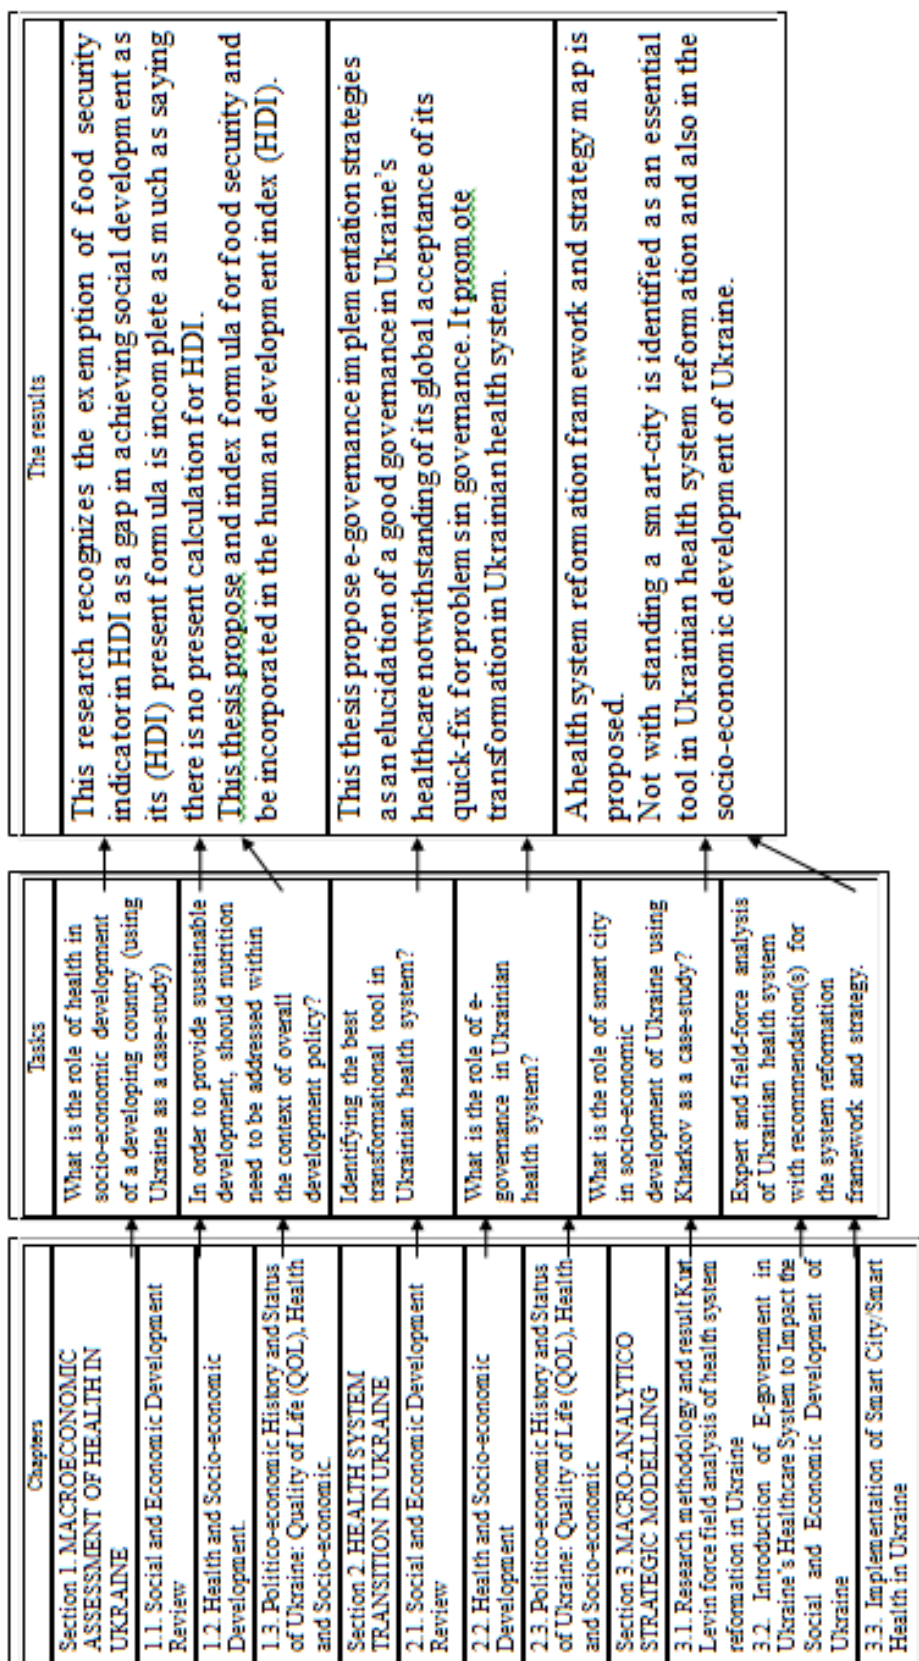 Chapters
Section 1. MACROECONOMIC
ASSESSMENT OF HEALTH IN
UKRAINE
1.1. Social and Economic Development
Review
1.2. Health and Socio-economic
Development.
1.3. Politico-economic History and Status
of Ukraine: Quality of Life (QOL), Health
and Socio-economic.
Section 2. HEALTH SYSTEM
TRANSITION IN UKRAINE
2.1. Social and Economic Development
Review
2.2. Health and Socio-economic
Development
2.3. Politico-economic History and Status
of Ukraine: Quality of Life (QOL), Health
and Socio-economic
Section 3. MACRO-ANALYTICO
STRATEGIC MODELLING
3.1. Research methodology and result Kurt
Levin force field analysis of health system
reformation in Ukraine
3.2. Introduction of E-government in
Ukraine's Healthcare System to Impact the
Social and Economic Development of
Ukraine
3.3. Implementation of Smart City/Smart
Health in Ukraine
Tasks
What is the role of health in
socio-economic development
of a developing country (using
Ukraine as a case-study)
In order to provide sustainable
development, should nutrition
need to be addressed within
the context of overall
development policy?
Identifying the best
transformational tool in
Ukrainian health system?
What is the role of e-
governance in Ukrainian
health system?
What is the role of smart city
in socio-economic
development of Ukraine using
Kharkov as a case-study?
Expert and field-force analysis
of Ukrainian health system
with recommendation(s) for
the system reformation
framework and strategy.
The results
This research recognizes the exemption of food security
indicator in HDI as a gap in achieving social development as
its (HDI) present formula is incomplete as much as saying
there is no present calculation for HDI.
This thesis propose and index formula for food security and
be incorporated in the human development index (HDI).
This thesis propose e-governance implementation strategies
as an elucidation of a good governance in Ukraine's
healthcare notwithstanding of its global acceptance of its
quick-fix for problems in governance. It promote
transformation in Ukrainian health system.
A health system reformation framework and strategy map is
proposed.
Not with standing a smart-city is identified as an essential
tool in Ukrainian health system reformation and also in the
socio-economic development of Ukraine.